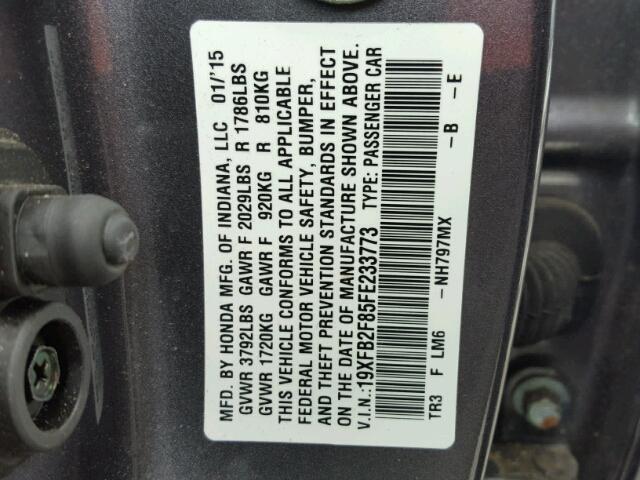 MFD. BY HONDA MFG. OF INDIANA, LLC 01/'15
GVWR 3792LBS GAWR F 2029LBS R 1786LBS
GVWR 1720KG GAWR F 920KG R 810KG
THIS VEHICLE CONFORMS TO ALL APPLICABLE
FEDERAL MOTOR VEHICLE SAFETY, BUMPER,
AND THEFT PREVENTION STANDARDS IN EFFECT
ON THE DATE OF MANUFACTURE SHOWN ABOVE.
V.I.N.:19XFB2F85FE233773 TYPE: PASSENGER CAR
TR3 F LM6 -NH797MX -B -E